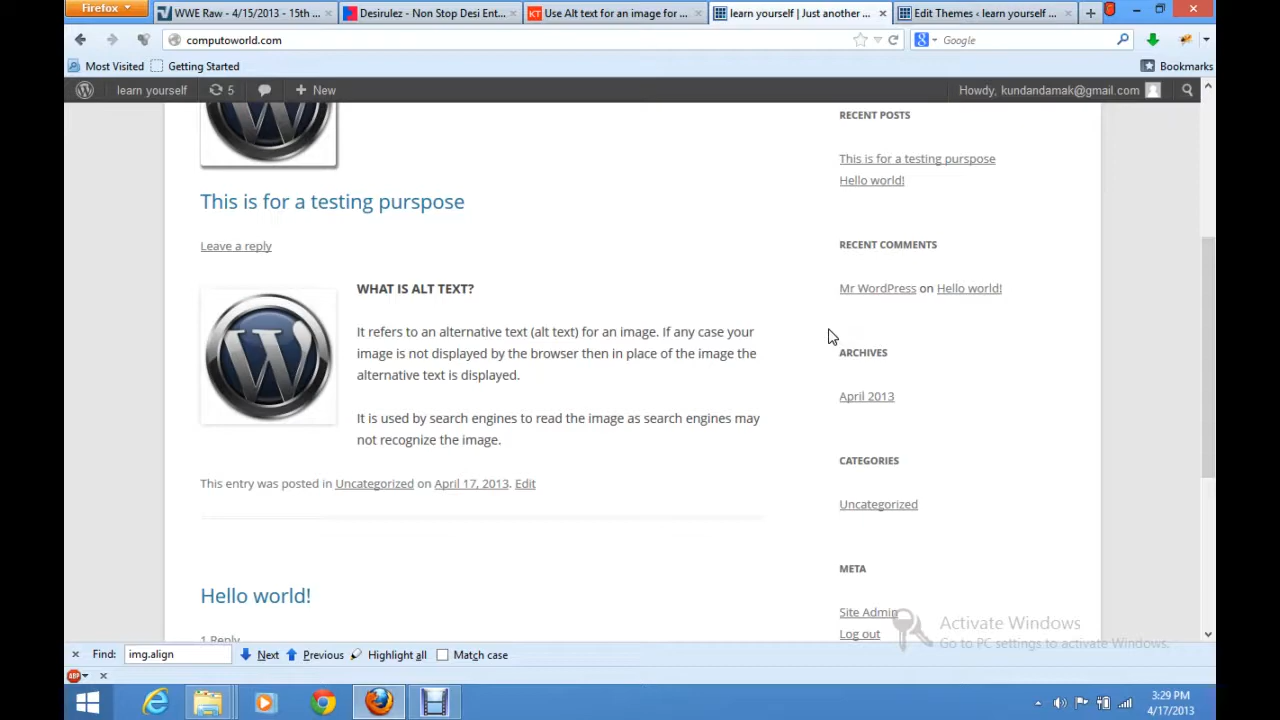 Firefox
WWE Raw - 4/15/2013 - 15th ...
Desirulez - Non Stop Desi Ent...
Use Alt text for an image for ...
learn yourself | Just another ...
Edit Themes ‹ learn yourself ...
computoworld.com
Google
Most Visited
Getting Started
Bookmarks
learn yourself
5
New
Howdy, kundandamak@gmail.com
This is for a testing purspose
Leave a reply
WHAT IS ALT TEXT?
It refers to an alternative text (alt text) for an image. If any case your
image is not displayed by the browser then in place of the image the
alternative text is displayed.
It is used by search engines to read the image as search engines may
not recognize the image.
This entry was posted in Uncategorized on April 17, 2013. Edit
Hello world!
1 Reply
RECENT POSTS
This is for a testing purspose
Hello world!
RECENT COMMENTS
Mr WordPress on Hello world!
ARCHIVES
April 2013
CATEGORIES
Uncategorized
META
Site Admin
Log out
Activate Windows
Go to PC settings to activate Windows.
Find:
img.align
Next
Previous
Highlight all
Match case
ABP
3:29 PM
4/17/2013